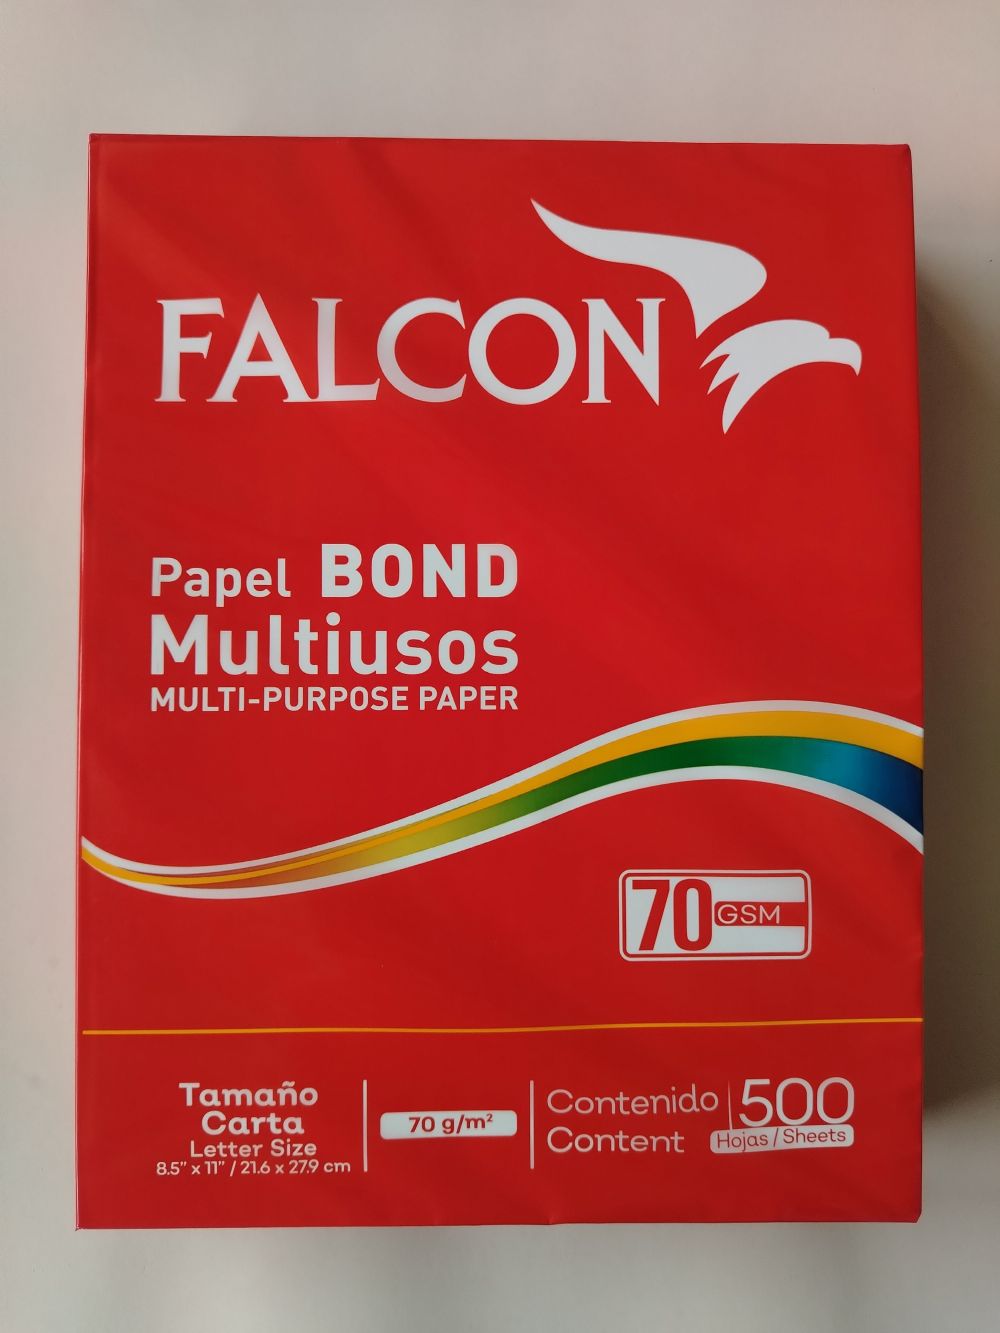 FALCON
Papel BOND
Multiusos
MULTI-PURPOSE PAPER
70 GSM
Tamaño
Carta
Letter Size
8.5” x 11” / 21.6 x 27.9 cm
70 g/m²
Contenido
Content
500
Hojas / Sheets